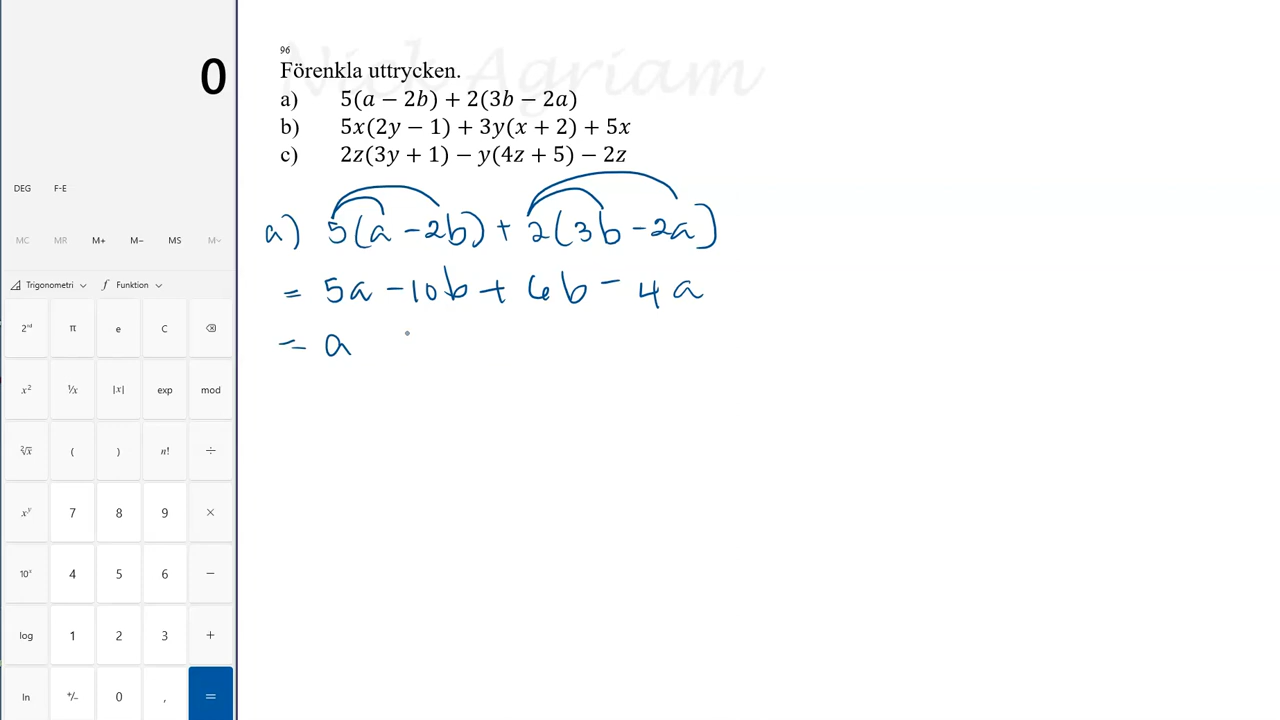 0
DEG F-E
MC MR M+ M− MS M˅
Trigonometri Funktion
2ⁿᵈ π e C
x² ¹/x |x| exp mod
²√x ( ) n! ÷
xʸ 7 8 9 ×
10ˣ 4 5 6 −
log 1 2 3 +
ln +/− 0 , =
Nick Agriam
96
Förenkla uttrycken.
a) 5(a − 2b) + 2(3b − 2a)
b) 5x(2y − 1) + 3y(x + 2) + 5x
c) 2z(3y + 1) − y(4z + 5) − 2z
a) 5(a − 2b) + 2(3b − 2a)
= 5a − 10b + 6b − 4a
= a